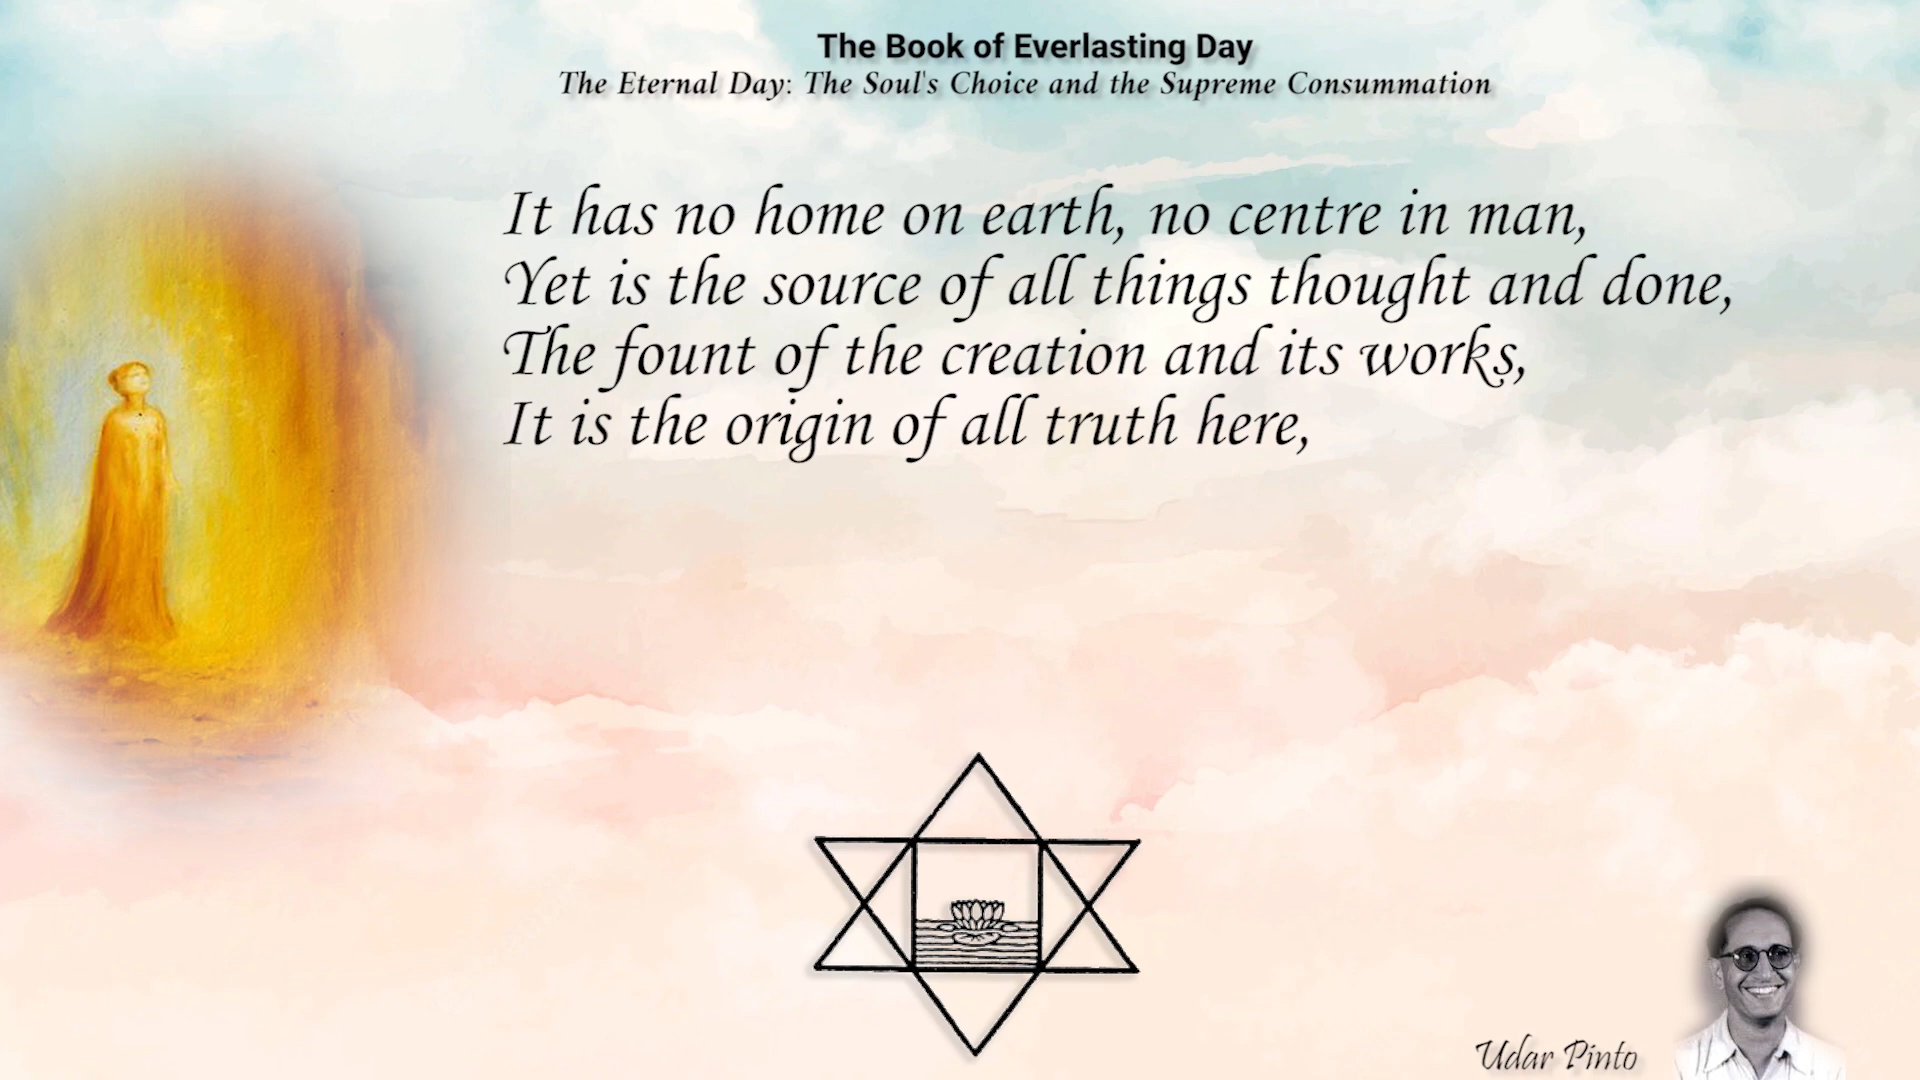 The Book of Everlasting Day
The Eternal Day: The Soul's Choice and the Supreme Consummation
It has no home on earth, no centre in man,
Yet is the source of all things thought and done,
The fount of the creation and its works,
It is the origin of all truth here,
Udar Pinto